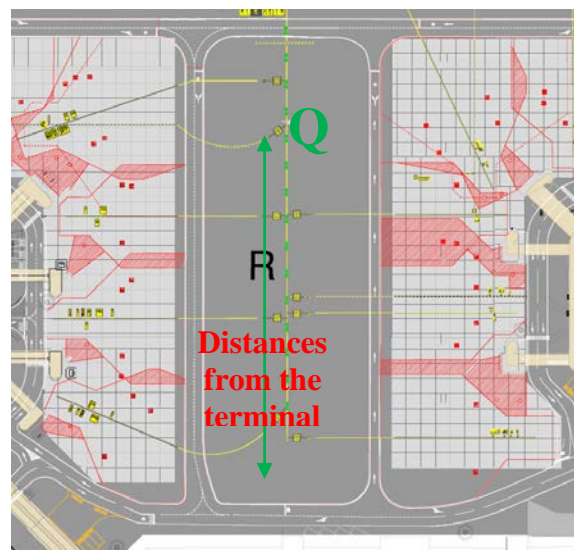 Q
R
Distances
from the
terminal